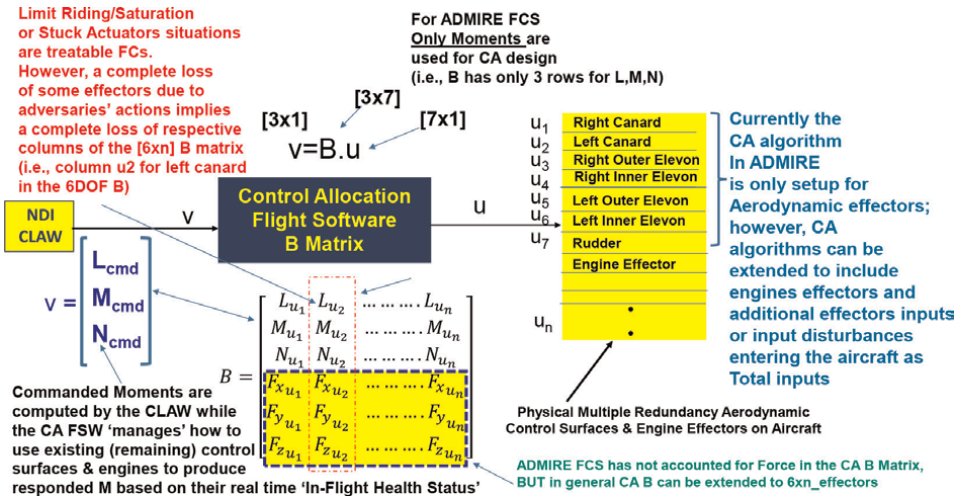 Limit Riding/Saturation
or Stuck Actuators situations
are treatable FCs.
However, a complete loss
of some effectors due to
adversaries' actions implies
a complete loss of respective
columns of the [6xn] B matrix
(i.e., column u2 for left canard
in the 6DOF B)
For ADMIRE FCS
Only Moments are
used for CA design
(i.e., B has only 3 rows for L,M,N)
[3x7]
[3x1]
[7x1]
v=B.u
NDI
CLAW
v
Control Allocation
Flight Software
B Matrix
u
u1 Right Canard
u2 Left Canard
u3 Right Outer Elevon
u4 Right Inner Elevon
u5 Left Outer Elevon
u6 Left Inner Elevon
u7 Rudder
Engine Effector
un
Currently the
CA algorithm
In ADMIRE
is only setup for
Aerodynamic effectors;
however, CA
algorithms can be
extended to include
engines effectors and
additional effectors inputs
or input disturbances
entering the aircraft as
Total inputs
v =
Lcmd
Mcmd
Ncmd
B =
Lu1 Lu2 ... ... ... . Lun
Mu1 Mu2 ... ... ... . Mun
Nu1 Nu2 ... ... ... . Nun
Fxu1 Fxu2 ... ... ... . Fxun
Fyu1 Fyu2 ... ... ... . Fyun
Fzu1 Fzu2 ... ... ... . Fzun
Commanded Moments are
computed by the CLAW while
the CA FSW 'manages' how to
use existing (remaining) control
surfaces & engines to produce
responded M based on their real time 'In-Flight Health Status'
Physical Multiple Redundancy Aerodynamic
Control Surfaces & Engine Effectors on Aircraft
ADMIRE FCS has not accounted for Force in the CA B Matrix,
BUT in general CA B can be extended to 6xn_effectors